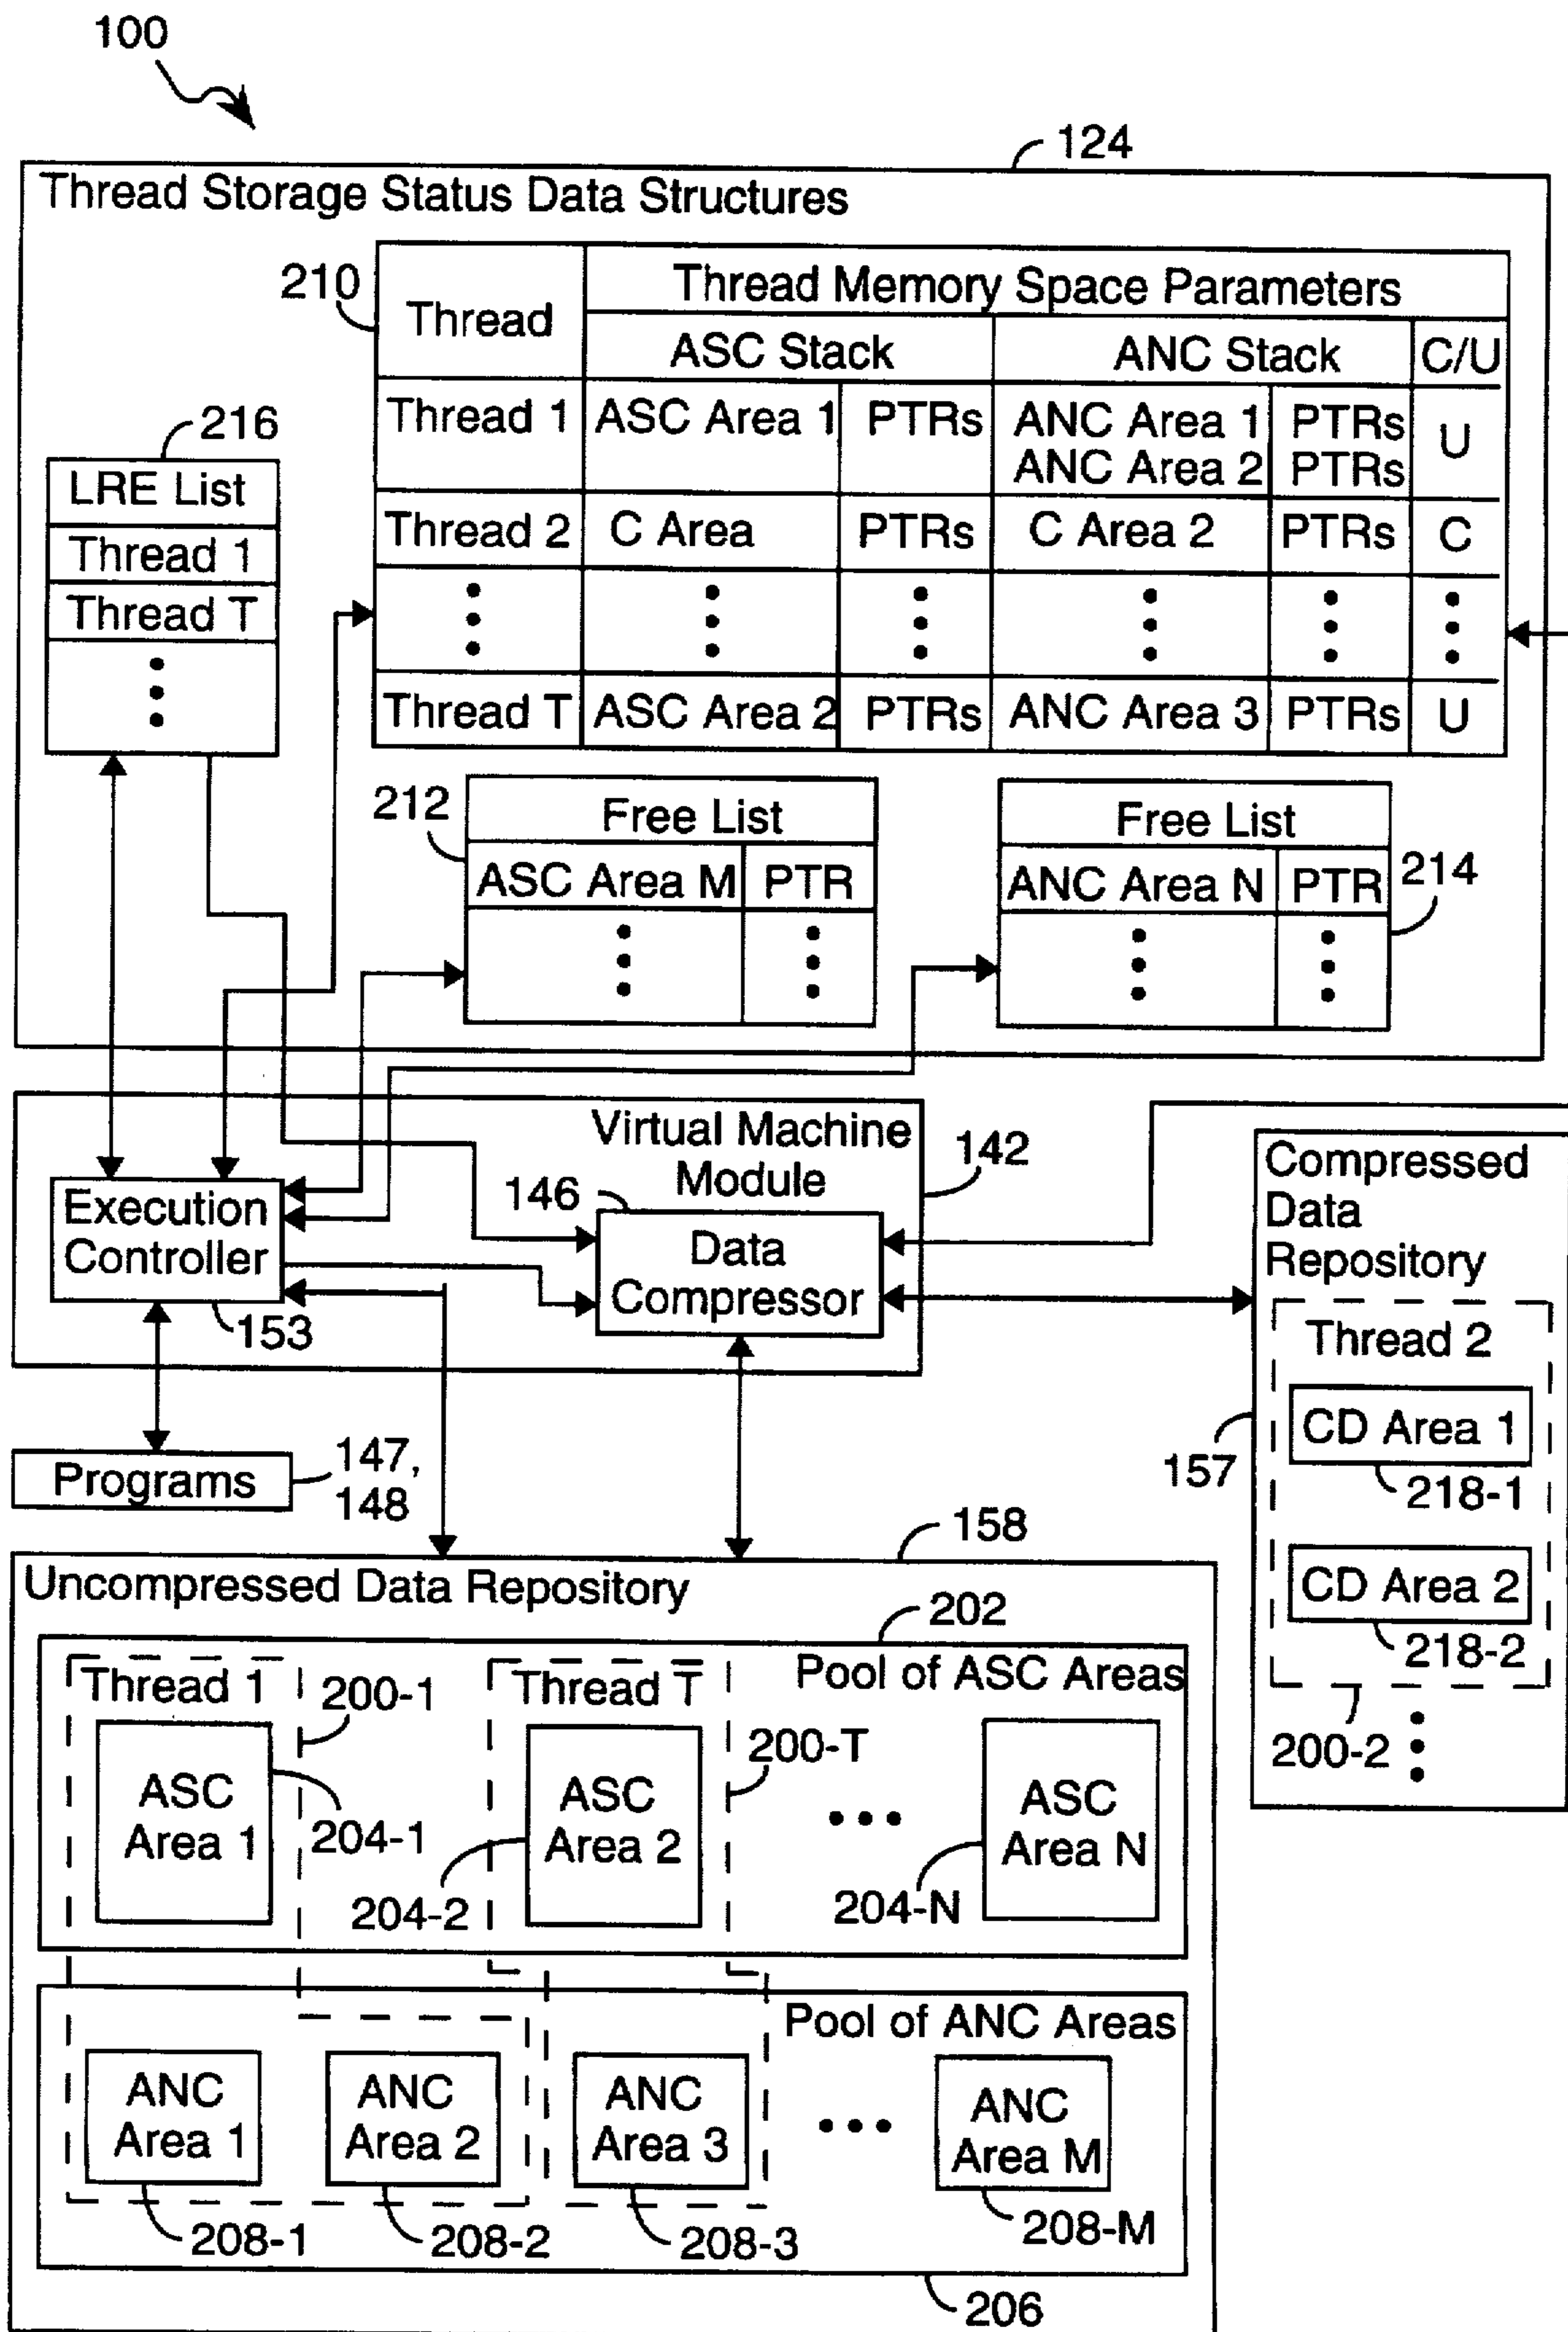 100
124
Thread Storage Status Data Structures
210
Thread
Thread Memory Space Parameters
ASC Stack
ANC Stack
C/U
Thread 1
ASC Area 1
PTRs
ANC Area 1
PTRs
U
ANC Area 2
PTRs
Thread 2
C Area
PTRs
C Area 2
PTRs
C
Thread T
ASC Area 2
PTRs
ANC Area 3
PTRs
U
216
LRE List
Thread 1
Thread T
212
Free List
ASC Area M
PTR
Free List
ANC Area N
PTR
214
Virtual Machine
Module
142
146
Execution
Controller
153
Data
Compressor
Compressed
Data
Repository
Thread 2
CD Area 1
218-1
CD Area 2
218-2
200-2
157
Programs
147,
148
158
Uncompressed Data Repository
202
Pool of ASC Areas
Thread 1
200-1
Thread T
200-T
ASC
Area 1
204-1
ASC
Area 2
204-2
ASC
Area N
204-N
Pool of ANC Areas
ANC
Area 1
208-1
ANC
Area 2
208-2
ANC
Area 3
208-3
ANC
Area M
208-M
206